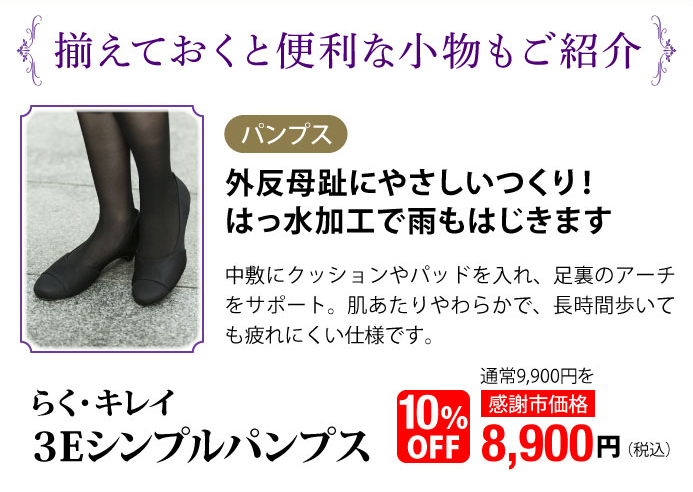 揃えておくと便利な小物もご紹介
パンプス
外反母趾にやさしいつくり！
はっ水加工で雨もはじきます
中敷にクッションやパッドを入れ、足裏のアーチ
をサポート。肌あたりやわらかで、長時間歩いて
も疲れにくい仕様です。
らく・キレイ
3Eシンプルパンプス
10%
OFF
通常9,900円を
感謝市価格
8,900円（税込）